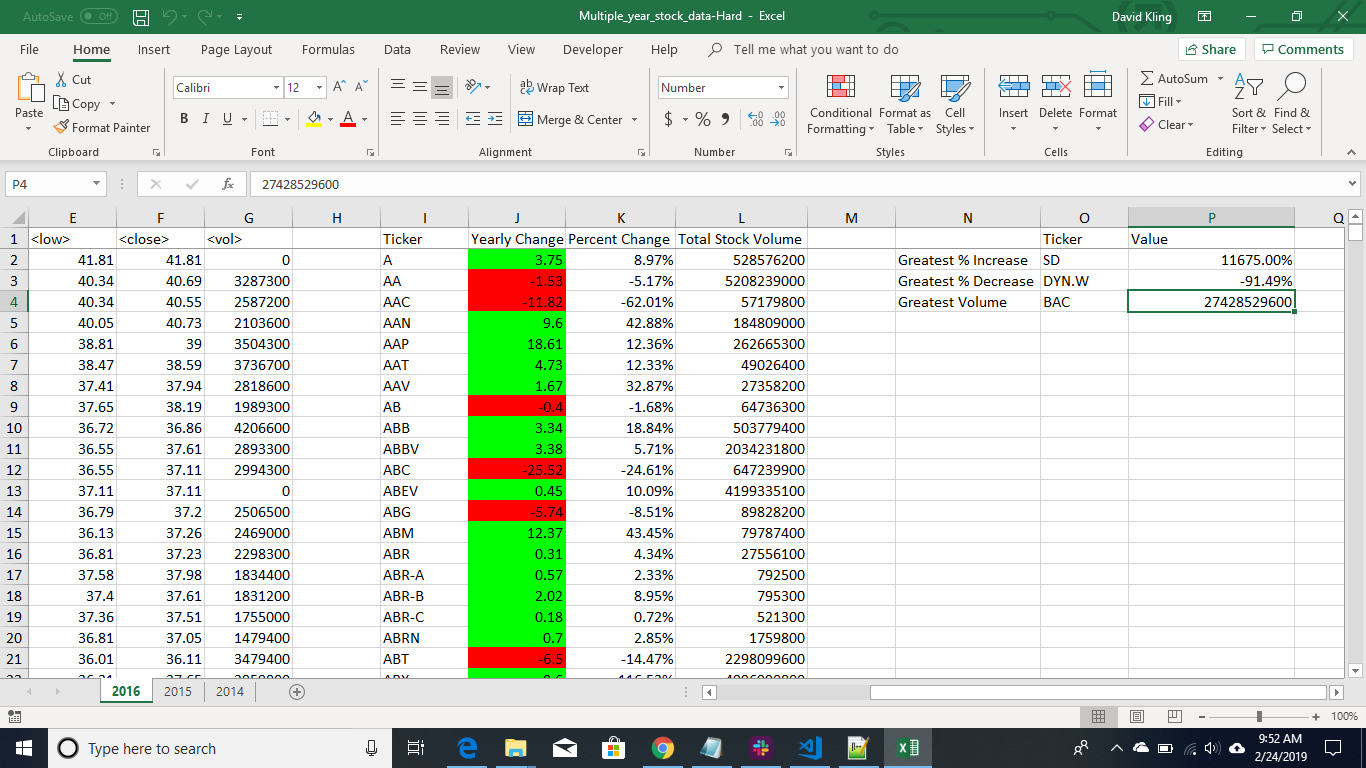 AutoSave Off Multiple_year_stock_data-Hard - Excel David Kling
File Home Insert Page Layout Formulas Data Review View Developer Help Tell me what you want to do Share Comments
Paste Cut Copy Format Painter
Calibri 12
B I U A
ab Wrap Text
Merge & Center
Number
$ %
Conditional Formatting
Format as Table
Cell Styles
Insert Delete Format
AutoSum
Fill
Clear
Sort & Filter
Find & Select
Clipboard Font Alignment Number Styles Cells Editing
P4 fx 27428529600
E F G H I J K L M N O P Q
1 <low> <close> <vol> Ticker Yearly Change Percent Change Total Stock Volume Ticker Value
2 41.81 41.81 0 A 3.75 8.97% 528576200 Greatest % Increase SD 11675.00%
3 40.34 40.69 3287300 AA -1.53 -5.17% 5208239000 Greatest % Decrease DYN.W -91.49%
4 40.34 40.55 2587200 AAC -11.82 -62.01% 57179800 Greatest Volume BAC 27428529600
5 40.05 40.73 2103600 AAN 9.6 42.88% 184809000
6 38.81 39 3504300 AAP 18.61 12.36% 262665300
7 38.47 38.59 3736700 AAT 4.73 12.33% 49026400
8 37.41 37.94 2818600 AAV 1.67 32.87% 27358200
9 37.65 38.19 1989300 AB -0.4 -1.68% 64736300
10 36.72 36.86 4206600 ABB 3.34 18.84% 503779400
11 36.55 37.61 2893300 ABBV 3.38 5.71% 2034231800
12 36.55 37.11 2994300 ABC -25.52 -24.61% 647239900
13 37.11 37.11 0 ABEV 0.45 10.09% 4199335100
14 36.79 37.2 2506500 ABG -5.74 -8.51% 89828200
15 36.13 37.26 2469000 ABM 12.37 43.45% 79787400
16 36.81 37.23 2298300 ABR 0.31 4.34% 27556100
17 37.58 37.98 1834400 ABR-A 0.57 2.33% 792500
18 37.4 37.61 1831200 ABR-B 2.02 8.95% 795300
19 37.36 37.51 1755000 ABR-C 0.18 0.72% 521300
20 36.81 37.05 1479400 ABRN 0.7 2.85% 1759800
21 36.01 36.11 3479400 ABT -6.5 -14.47% 2298099600
2016 2015 2014
100%
Type here to search
9:52 AM
2/24/2019